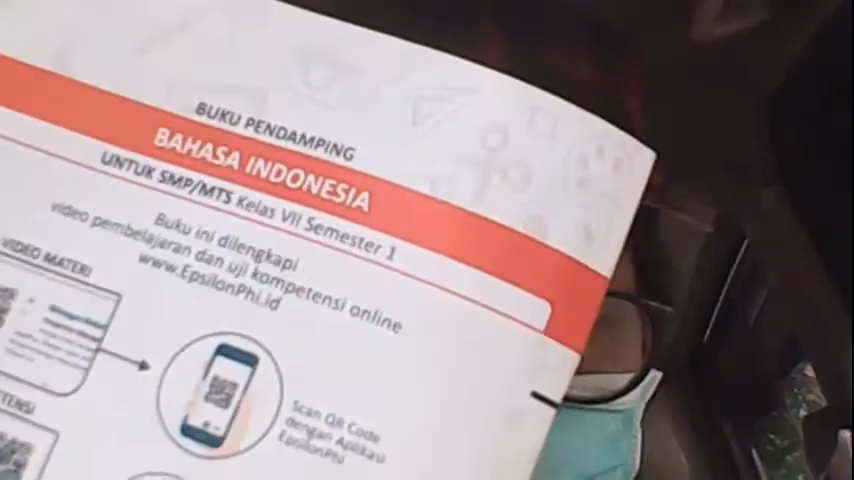 BUKU PENDAMPING
BAHASA INDONESIA
UNTUK SMP/MTS Kelas VII Semester 1
Buku ini dilengkapi
video pembelajaran dan uji kompetensi online
www.EpsilonPhi.id
VIDEO MATERI
Scan QR Code
dengan Aplikasi
EpsilonPhi